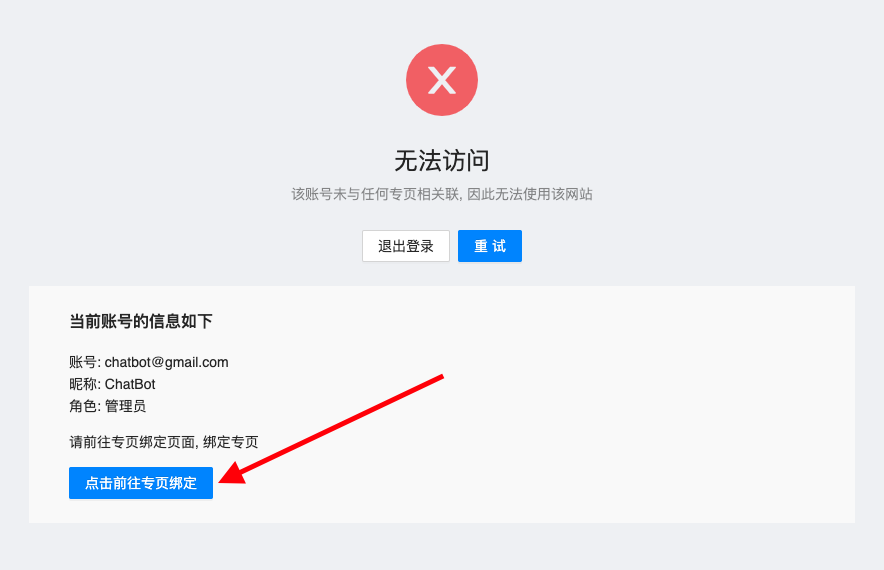 无法访问
该账号未与任何专页相关联, 因此无法使用该网站
退出登录 重 试
当前账号的信息如下
账号: chatbot@gmail.com
昵称: ChatBot
角色: 管理员
请前往专页绑定页面, 绑定专页
点击前往专页绑定